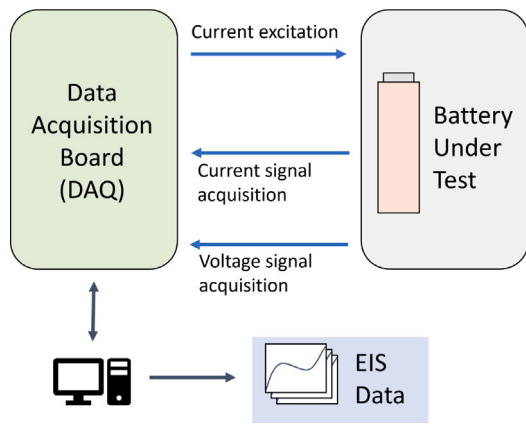 Current excitation
Data
Acquisition
Board
(DAQ)
Battery
Under
Test
Current signal
acquisition
Voltage signal
acquisition
EIS
Data